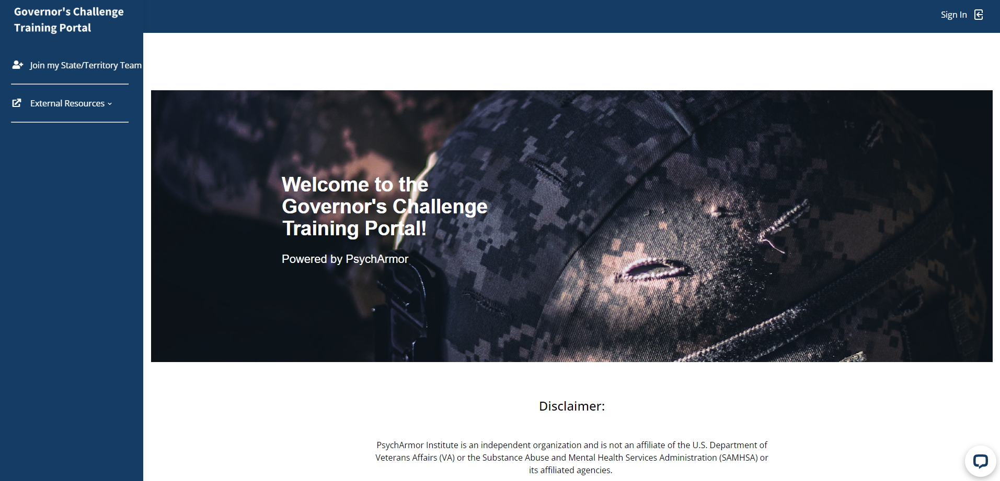 Governor's Challenge
Training Portal
Sign In
Join my State/Territory Team
External Resources
Welcome to the
Governor's Challenge
Training Portal!
Powered by PsychArmor
Disclaimer:
PsychArmor Institute is an independent organization and is not an affiliate of the U.S. Department of
Veterans Affairs (VA) or the Substance Abuse and Mental Health Services Administration (SAMHSA) or
its affiliated agencies.